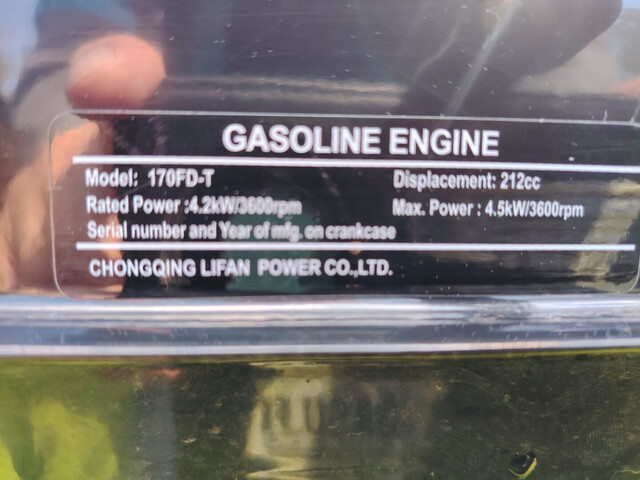 GASOLINE ENGINE
Model: 170FD-T Displacement: 212cc
Rated Power :4.2kW/3600rpm Max. Power : 4.5kW/3600rpm
Serial number and Year of mfg. on crankcase
CHONGQING LIFAN POWER CO.,LTD.